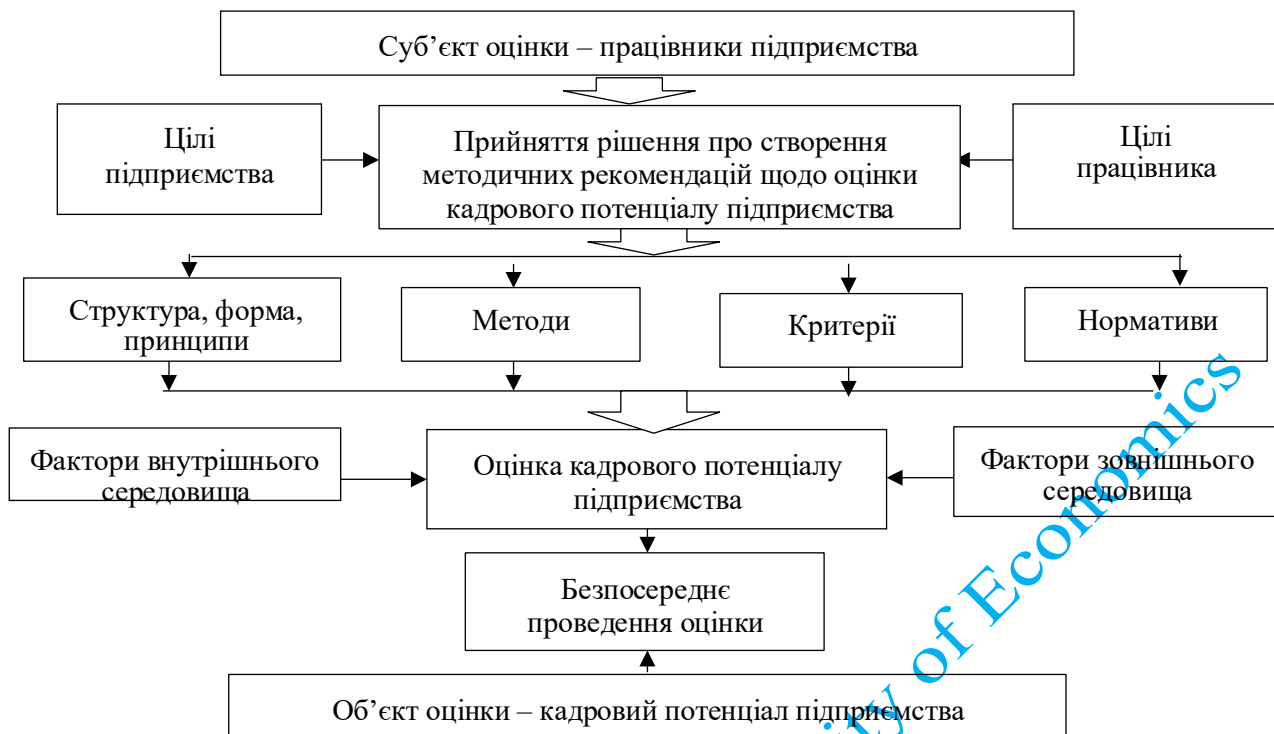 Суб’єкт оцінки – працівники підприємства
Цілі
підприємства
Прийняття рішення про створення
методичних рекомендацій щодо оцінки
кадрового потенціалу підприємства
Цілі
працівника
Структура, форма,
принципи
Методи
Критерії
Нормативи
Фактори внутрішнього
середовища
Оцінка кадрового потенціалу
підприємства
Фактори зовнішнього
середовища
Безпосереднє
проведення оцінки
Об’єкт оцінки – кадровий потенціал підприємства
of Economics